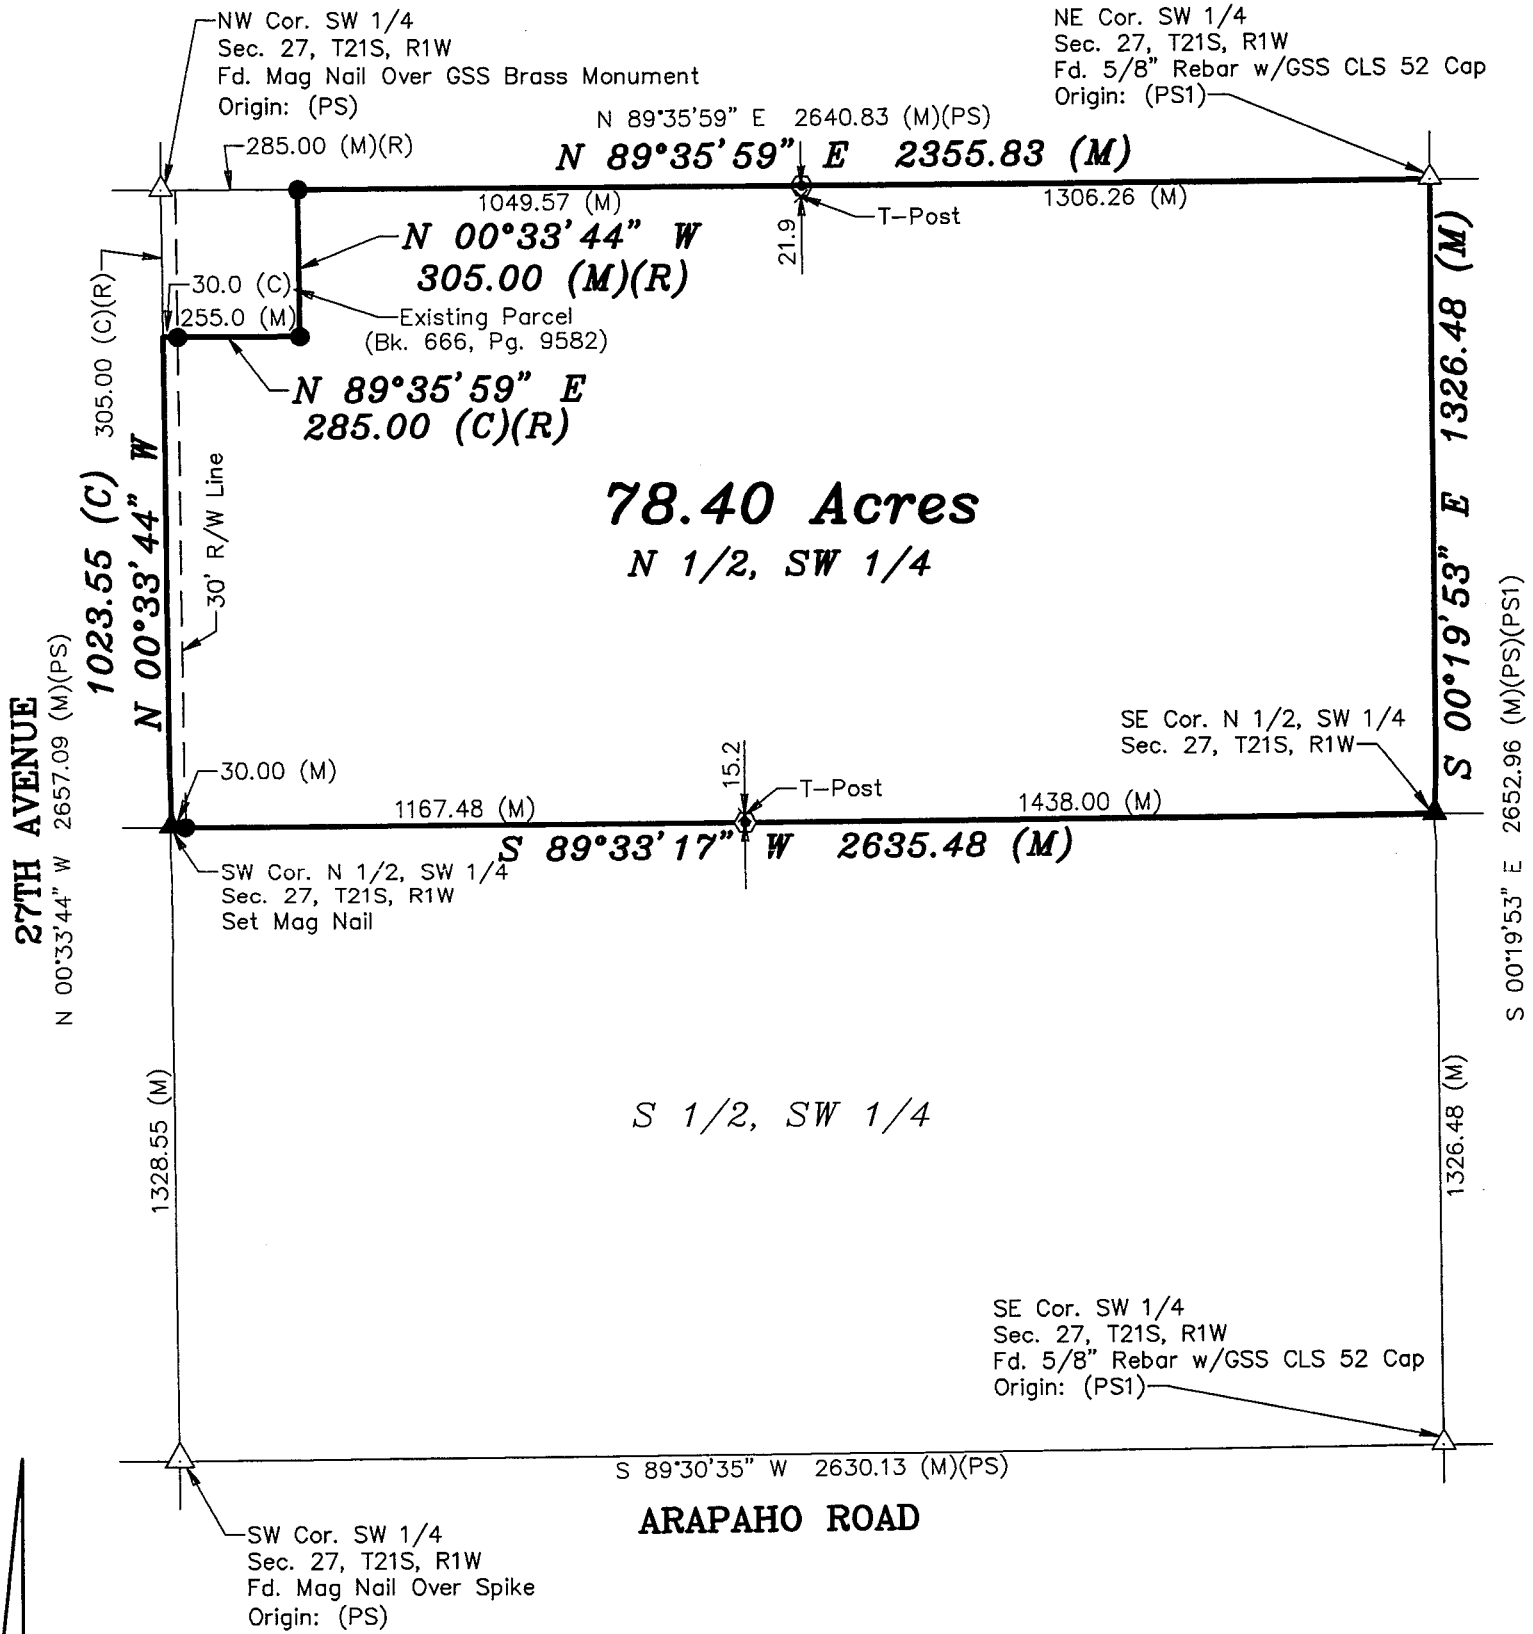 NW Cor. SW 1/4
Sec. 27, T21S, R1W
Fd. Mag Nail Over GSS Brass Monument
Origin: (PS)
NE Cor. SW 1/4
Sec. 27, T21S, R1W
Fd. 5/8" Rebar w/GSS CLS 52 Cap
Origin: (PS1)
N 89°35'59" E 2640.83 (M)(PS)
285.00 (M)(R)
N 89°35'59" E 2355.83 (M)
1049.57 (M)
1306.26 (M)
T-Post
21.9
N 00°33'44" W
305.00 (M)(R)
305.00 (C)(R)
30.0 (C)
255.0 (M)
Existing Parcel
(Bk. 666, Pg. 9582)
N 89°35'59" E
285.00 (C)(R)
S 00°19'53" E 1326.48 (M)
78.40 Acres
N 1/2, SW 1/4
1023.55 (C)
N 00°33'44" W
30' R/W Line
27TH AVENUE
N 00°33'44" W 2657.09 (M)(PS)
S 00°19'53" E 2652.96 (M)(PS)(PS1)
SE Cor. N 1/2, SW 1/4
Sec. 27, T21S, R1W
30.00 (M)
1167.48 (M)
15.2
T-Post
1438.00 (M)
S 89°33'17" W 2635.48 (M)
SW Cor. N 1/2, SW 1/4
Sec. 27, T21S, R1W
Set Mag Nail
1328.55 (M)
S 1/2, SW 1/4
1326.48 (M)
SE Cor. SW 1/4
Sec. 27, T21S, R1W
Fd. 5/8" Rebar w/GSS CLS 52 Cap
Origin: (PS1)
S 89°30'35" W 2630.13 (M)(PS)
ARAPAHO ROAD
SW Cor. SW 1/4
Sec. 27, T21S, R1W
Fd. Mag Nail Over Spike
Origin: (PS)